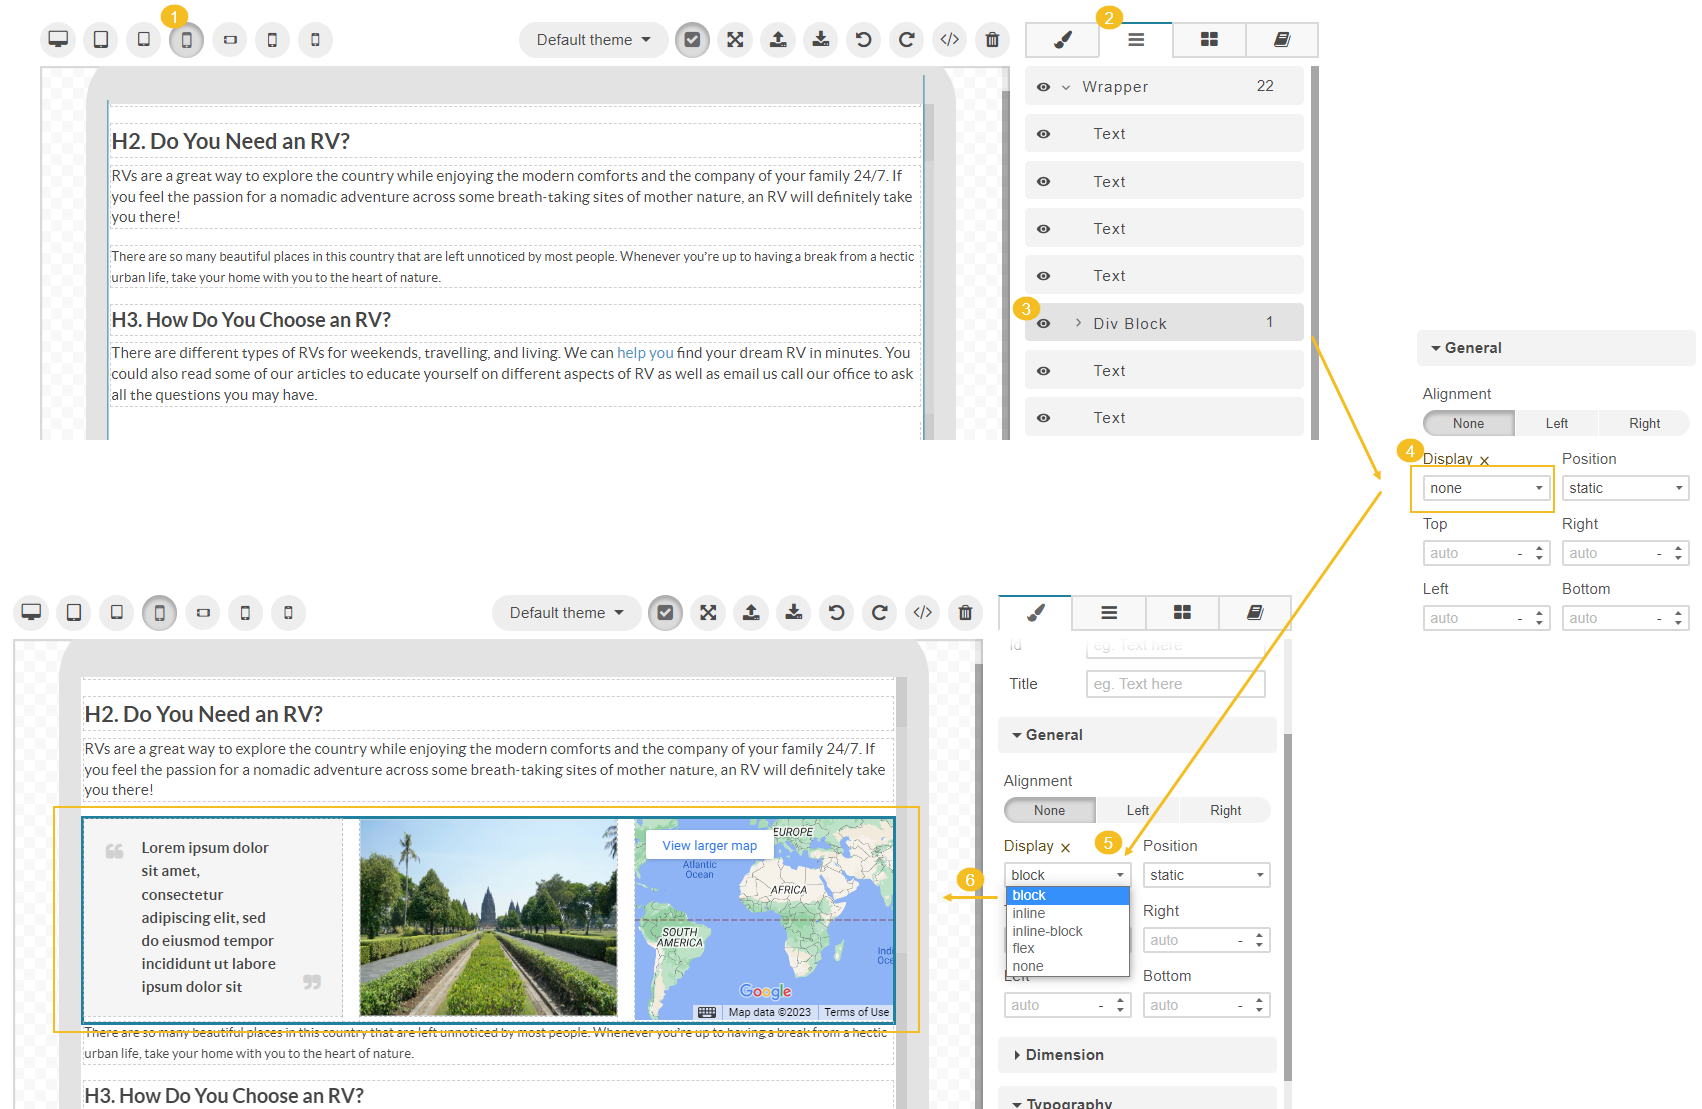 1
2
Default theme
</>
Wrapper 22
Text
Text
Text
Text
3
Div Block 1
Text
Text
H2. Do You Need an RV?
RVs are a great way to explore the country while enjoying the modern comforts and the company of your family 24/7. If
you feel the passion for a nomadic adventure across some breath-taking sites of mother nature, an RV will definitely take
you there!
There are so many beautiful places in this country that are left unnoticed by most people. Whenever you’re up to having a break from a hectic
urban life, take your home with you to the heart of nature.
H3. How Do You Choose an RV?
There are different types of RVs for weekends, travelling, and living. We can help you find your dream RV in minutes. You
could also read some of our articles to educate yourself on different aspects of RV as well as email us call our office to ask
all the questions you may have.
General
Alignment
None Left Right
4
Display x Position
none static
Top Right
auto - auto -
Left Bottom
auto - auto -
Default theme
</>
Id eg. Text here
Title eg. Text here
General
Alignment
None Left Right
5
Display x Position
block static
block
inline
inline-block
flex
none
Right
auto -
Left Bottom
auto - auto -
Dimension
Typography
6
H2. Do You Need an RV?
RVs are a great way to explore the country while enjoying the modern comforts and the company of your family 24/7. If
you feel the passion for a nomadic adventure across some breath-taking sites of mother nature, an RV will definitely take
you there!
Lorem ipsum dolor
sit amet,
consectetur
adipiscing elit, sed
do eiusmod tempor
incididunt ut labore
ipsum dolor sit
View larger map
EUROPE
Atlantic
Ocean
AFRICA
SOUTH
AMERICA
Google
Map data ©2023 Terms of Use
There are so many beautiful places in this country that are left unnoticed by most people. Whenever you’re up to having a break from a hectic
urban life, take your home with you to the heart of nature.
H3. How Do You Choose an RV?